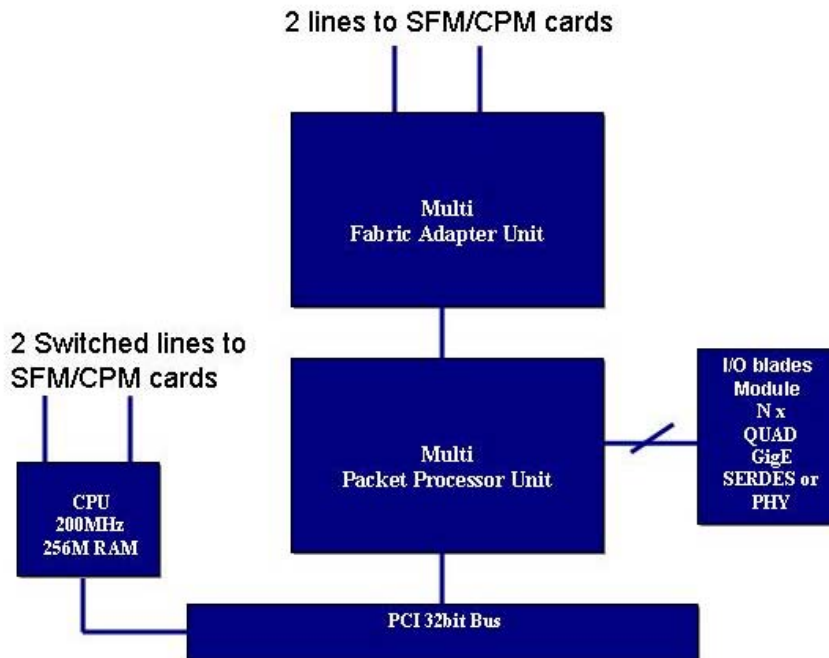 2 lines to SFM/CPM cards
Multi
Fabric Adapter Unit
2 Switched lines to
SFM/CPM cards
I/O blades
Module
N x
QUAD
GigE
SERDES or
PHY
Multi
Packet Processor Unit
CPU
200MHz
256M RAM
PCI 32bit Bus